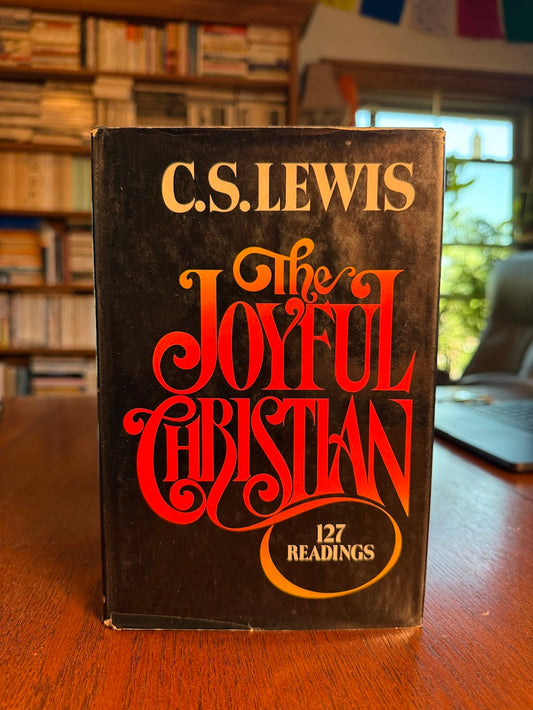 C.S. LEWIS
The
JOYFUL
CHRISTIAN
127
READINGS